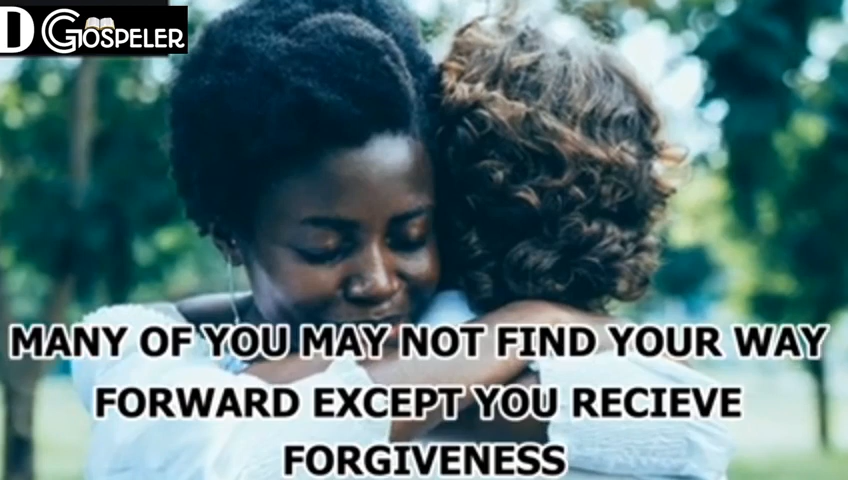 D GOSPELER
MANY OF YOU MAY NOT FIND YOUR WAY
FORWARD EXCEPT YOU RECIEVE
FORGIVENESS